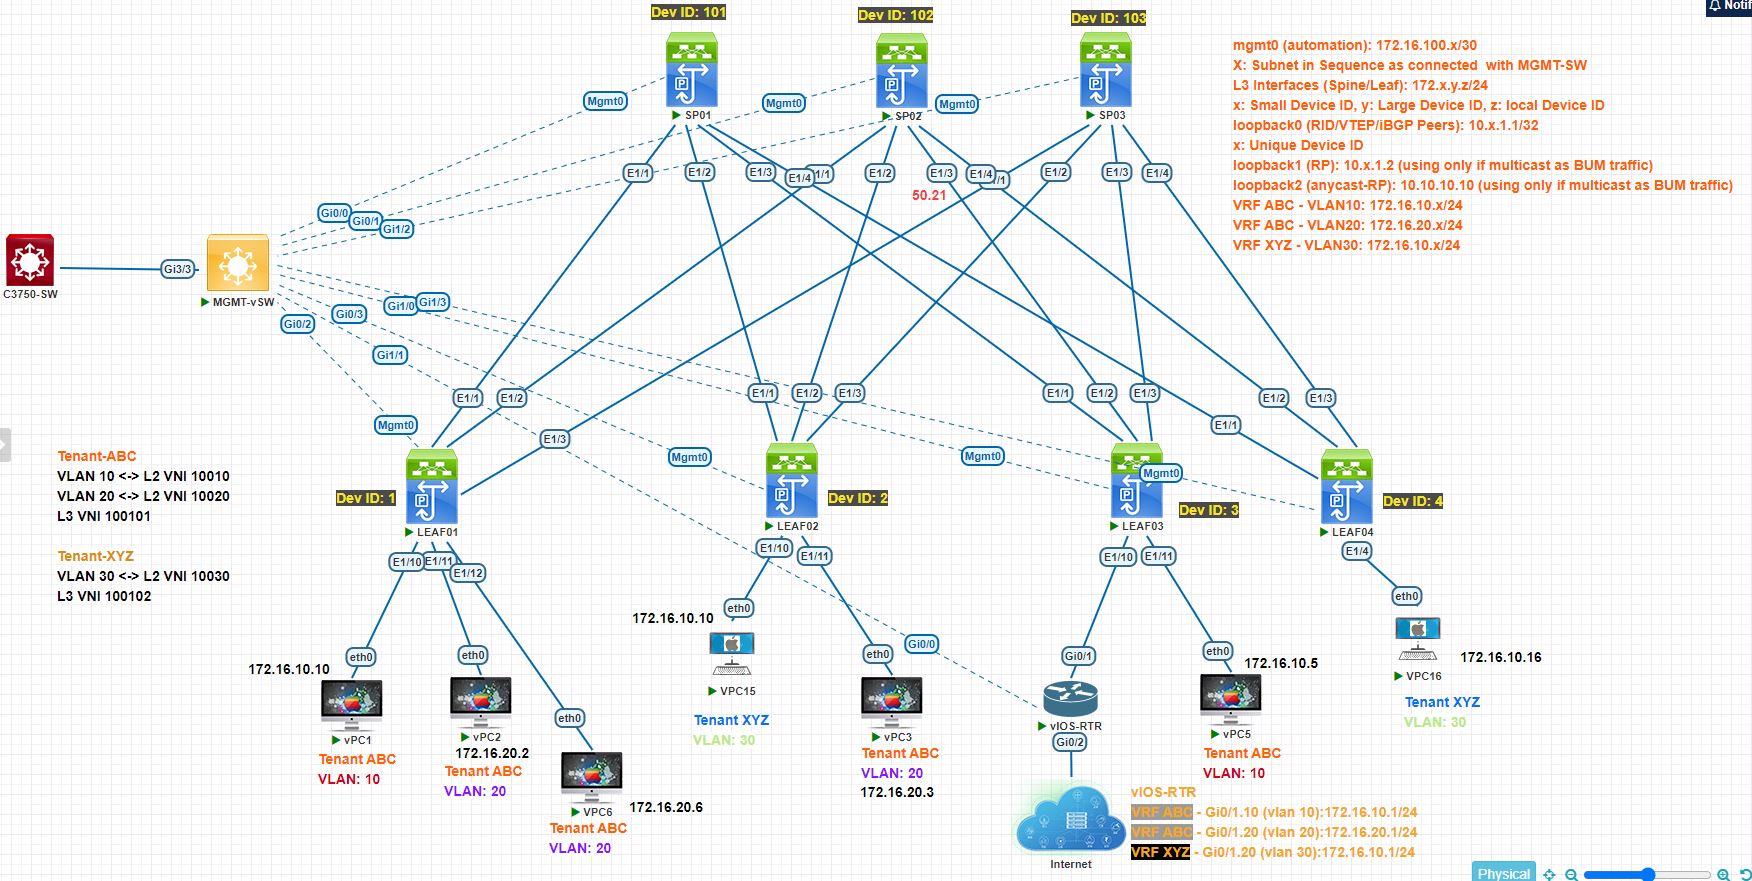 Notif
Dev ID: 101
Dev ID: 102
Dev ID: 103
mgmt0 (automation): 172.16.100.x/30
X: Subnet in Sequence as connected with MGMT-SW
L3 Interfaces (Spine/Leaf): 172.x.y.z/24
x: Small Device ID, y: Large Device ID, z: local Device ID
loopback0 (RID/VTEP/iBGP Peers): 10.x.1.1/32
x: Unique Device ID
loopback1 (RP): 10.x.1.2 (using only if multicast as BUM traffic)
loopback2 (anycast-RP): 10.10.10.10 (using only if multicast as BUM traffic)
VRF ABC - VLAN10: 172.16.10.x/24
VRF ABC - VLAN20: 172.16.20.x/24
VRF XYZ - VLAN30: 172.16.10.x/24
Mgmt0
Mgmt0
Mgmt0
SP01
SP02
SP03
E1/1
E1/2
E1/3
E1/4
1/1
E1/2
E1/3
E1/4
/1
E1/2
E1/3
E1/4
50.21
Gi0/0
Gi0/1
Gi1/2
Gi3/3
C3750-SW
MGMT-vSW
Gi0/2
Gi0/3
Gi1/0
Gi1/3
Gi1/1
E1/1
E1/2
E1/3
E1/1
E1/2
E1/3
E1/1
E1/2
E1/3
E1/1
E1/2
E1/3
Mgmt0
Mgmt0
Mgmt0
Mgmt0
Tenant-ABC
VLAN 10 <-> L2 VNI 10010
VLAN 20 <-> L2 VNI 10020
L3 VNI 100101
Tenant-XYZ
VLAN 30 <-> L2 VNI 10030
L3 VNI 100102
Dev ID: 1
Dev ID: 2
Dev ID: 3
Dev ID: 4
LEAF01
LEAF02
LEAF03
LEAF04
E1/10
E1/11
E1/12
E1/10
E1/11
E1/10
E1/11
E1/4
eth0
172.16.10.10
vPC1
Tenant ABC
VLAN: 10
eth0
vPC2
172.16.20.2
Tenant ABC
VLAN: 20
eth0
172.16.20.6
VPC6
Tenant ABC
VLAN: 20
172.16.10.10
eth0
VPC15
Tenant XYZ
VLAN: 30
eth0
vPC3
Tenant ABC
VLAN: 20
172.16.20.3
Gi0/0
Gi0/1
vIOS-RTR
Gi0/2
Internet
eth0
172.16.10.5
vPC5
Tenant ABC
VLAN: 10
eth0
172.16.10.16
VPC16
Tenant XYZ
VLAN: 30
vIOS-RTR
VRF ABC - Gi0/1.10 (vlan 10):172.16.10.1/24
VRF ABC - Gi0/1.20 (vlan 20):172.16.20.1/24
VRF XYZ - Gi0/1.20 (vlan 30):172.16.10.1/24
Physical